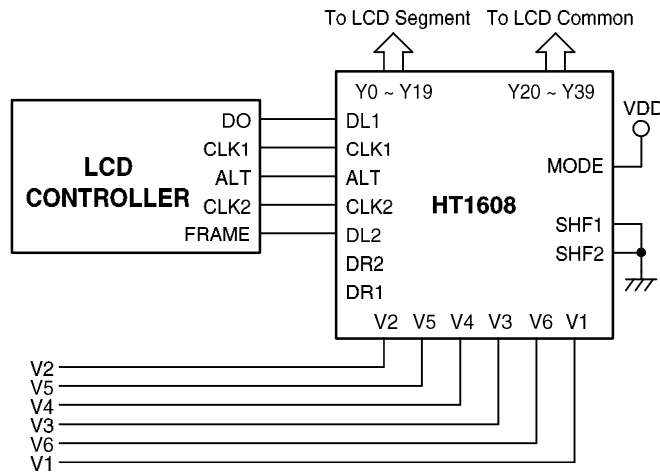 To LCD Segment To LCD Common
Y0 ~ Y19 Y20 ~ Y39
VDD
DO DL1
CLK1 CLK1
MODE
LCD
CONTROLLER
ALT ALT
HT1608
CLK2 CLK2
SHF1
FRAME DL2
SHF2
DR2
DR1
V2 V5 V4 V3 V6 V1
V2
V5
V4
V3
V6
V1